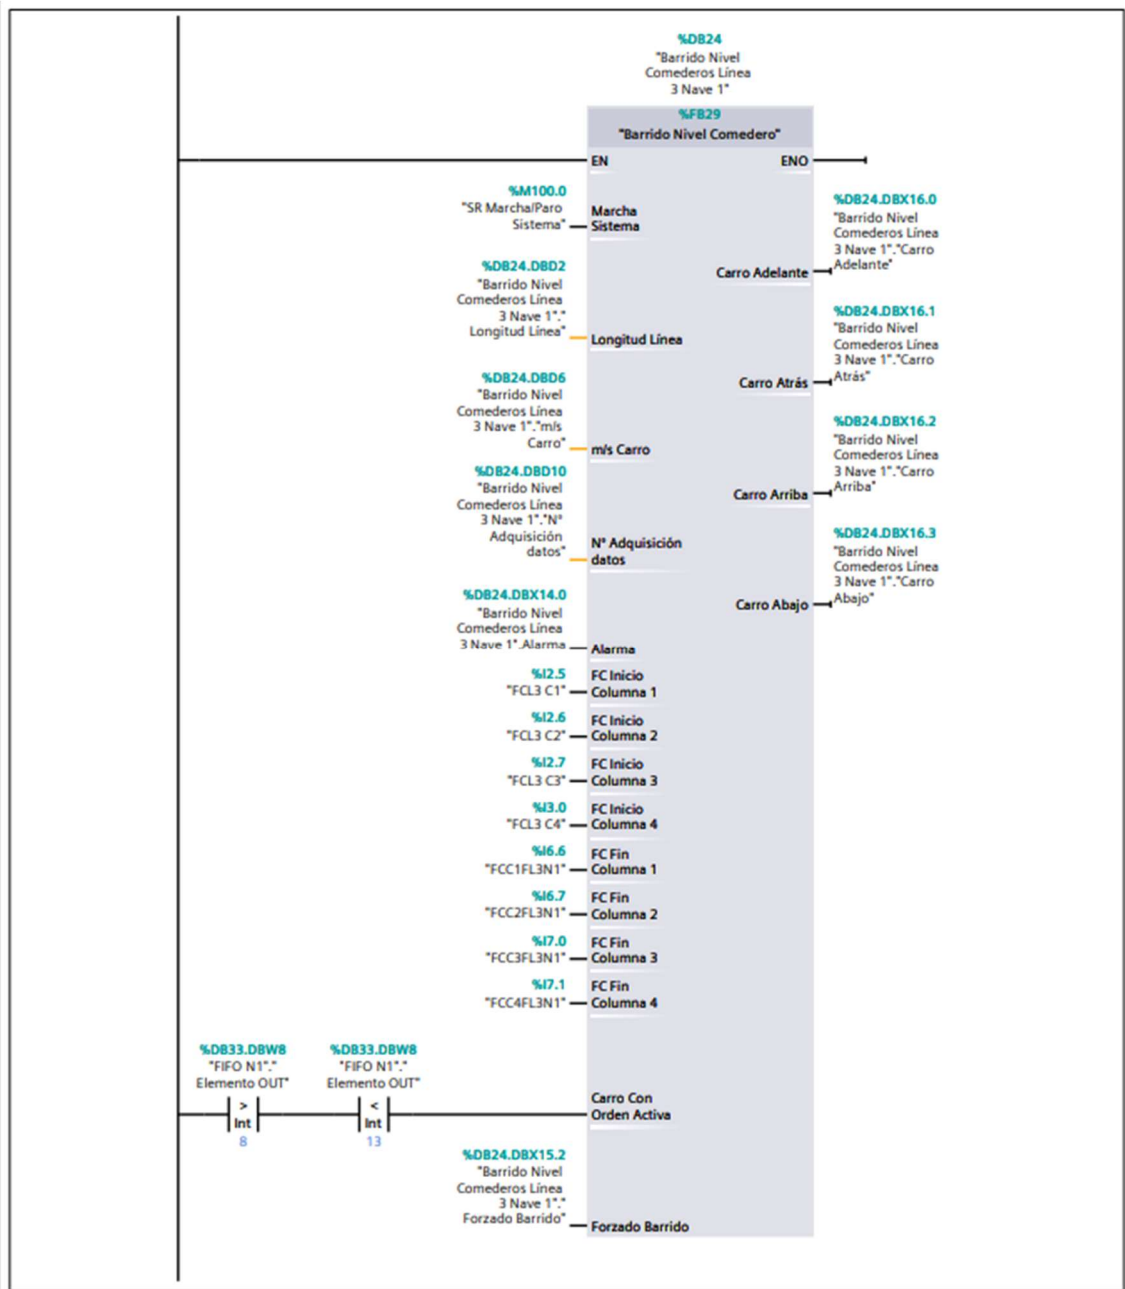 %DB24
"Barrido Nivel
Comederos Línea
3 Nave 1"
%FB29
"Barrido Nivel Comedero"
EN
ENO
%M100.0
"SR Marcha/Paro
Sistema"
Marcha
Sistema
%DB24.DBX16.0
"Barrido Nivel
Comederos Línea
3 Nave 1"."Carro
Adelante"
Carro Adelante
%DB24.DBD2
"Barrido Nivel
Comederos Línea
3 Nave 1"."
Longitud Línea"
Longitud Línea
%DB24.DBX16.1
"Barrido Nivel
Comederos Línea
3 Nave 1"."Carro
Atrás"
Carro Atrás
%DB24.DBD6
"Barrido Nivel
Comederos Línea
3 Nave 1"."m/s
Carro"
m/s Carro
%DB24.DBX16.2
"Barrido Nivel
Comederos Línea
3 Nave 1"."Carro
Arriba"
Carro Arriba
%DB24.DBD10
"Barrido Nivel
Comederos Línea
3 Nave 1"."N°
Adquisición
datos"
N° Adquisición
datos
%DB24.DBX16.3
"Barrido Nivel
Comederos Línea
3 Nave 1"."Carro
Abajo"
Carro Abajo
%DB24.DBX14.0
"Barrido Nivel
Comederos Línea
3 Nave 1".Alarma
Alarma
%I2.5
"FCL3 C1"
FC Inicio
Columna 1
%I2.6
"FCL3 C2"
FC Inicio
Columna 2
%I2.7
"FCL3 C3"
FC Inicio
Columna 3
%I3.0
"FCL3 C4"
FC Inicio
Columna 4
%I6.6
"FCC1FL3N1"
FC Fin
Columna 1
%I6.7
"FCC2FL3N1"
FC Fin
Columna 2
%I7.0
"FCC3FL3N1"
FC Fin
Columna 3
%I7.1
"FCC4FL3N1"
FC Fin
Columna 4
%DB33.DBW8
"FIFO N1"."
Elemento OUT"
>
Int
8
%DB33.DBW8
"FIFO N1"."
Elemento OUT"
<
Int
13
Carro Con
Orden Activa
%DB24.DBX15.2
"Barrido Nivel
Comederos Línea
3 Nave 1"."
Forzado Barrido"
Forzado Barrido